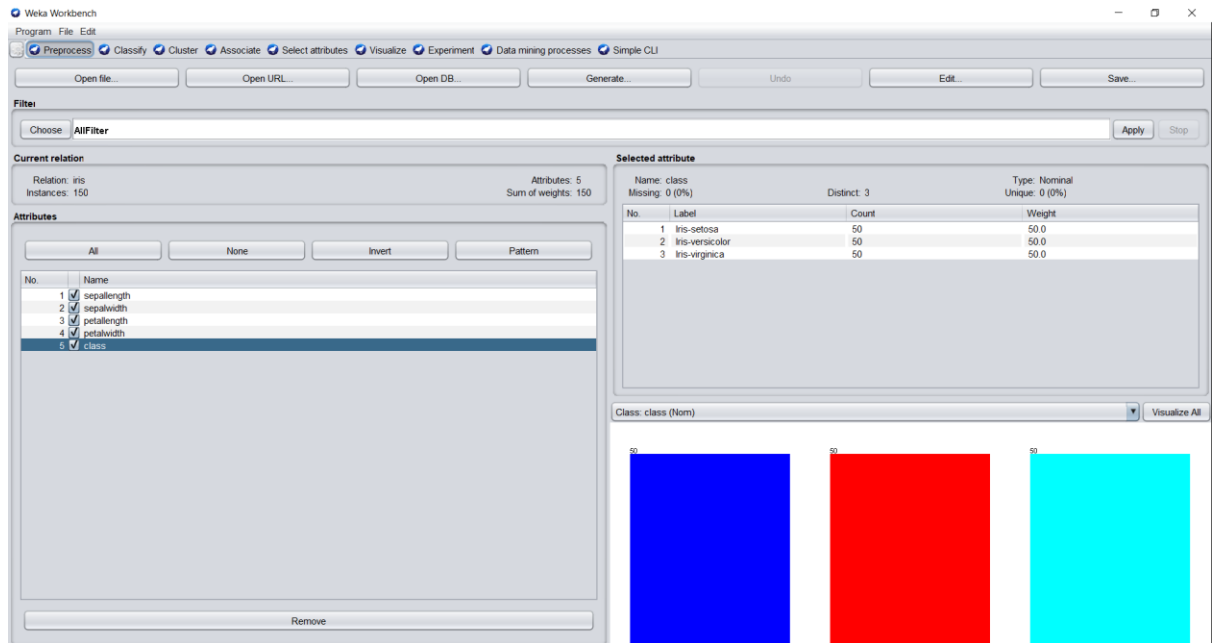 Weka Workbench
Program File Edit
Preprocess Classify Cluster Associate Select attributes Visualize Experiment Data mining processes Simple CLI
Open file... Open URL... Open DB... Generate... Undo Edit... Save...
Filter
Choose AllFilter Apply Stop
Current relation
Relation: iris Attributes: 5
Instances: 150 Sum of weights: 150
Attributes
All None Invert Pattern
No. Name
1 sepallength
2 sepalwidth
3 petallength
4 petalwidth
5 class
Remove
Selected attribute
Name: class Type: Nominal
Missing: 0 (0%) Distinct: 3 Unique: 0 (0%)
No. Label Count Weight
1 Iris-setosa 50 50.0
2 Iris-versicolor 50 50.0
3 Iris-virginica 50 50.0
Class: class (Nom) Visualize All
50 50 50